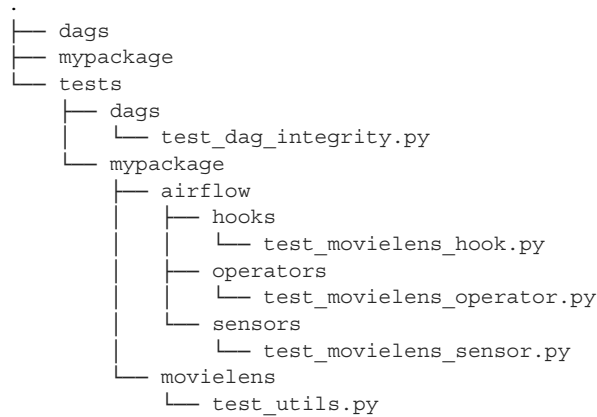 .
├── dags
├── mypackage
└── tests
    ├── dags
    │   └── test_dag_integrity.py
    └── mypackage
        ├── airflow
        │   ├── hooks
        │   │   └── test_movielens_hook.py
        │   ├── operators
        │   │   └── test_movielens_operator.py
        │   └── sensors
        │       └── test_movielens_sensor.py
        └── movielens
            └── test_utils.py